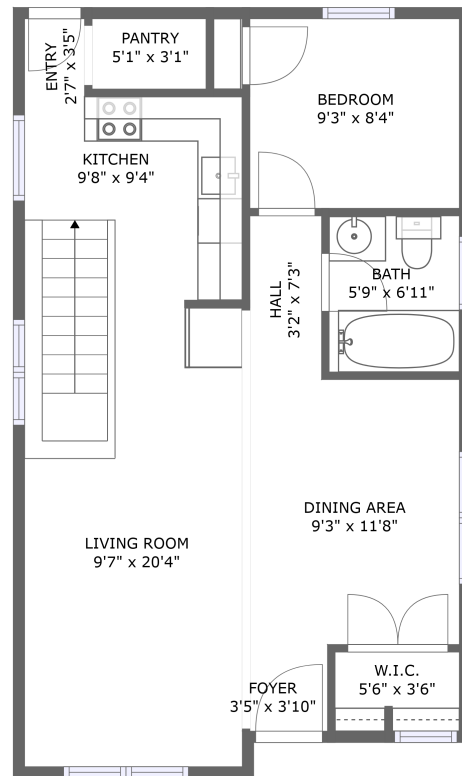 ENTRY
2'7" x 3'5"
PANTRY
5'1" x 3'1"
BEDROOM
9'3" x 8'4"
KITCHEN
9'8" x 9'4"
HALL
3'2" x 7'3"
BATH
5'9" x 6'11"
DINING AREA
9'3" x 11'8"
LIVING ROOM
9'7" x 20'4"
W.I.C.
5'6" x 3'6"
FOYER
3'5" x 3'10"